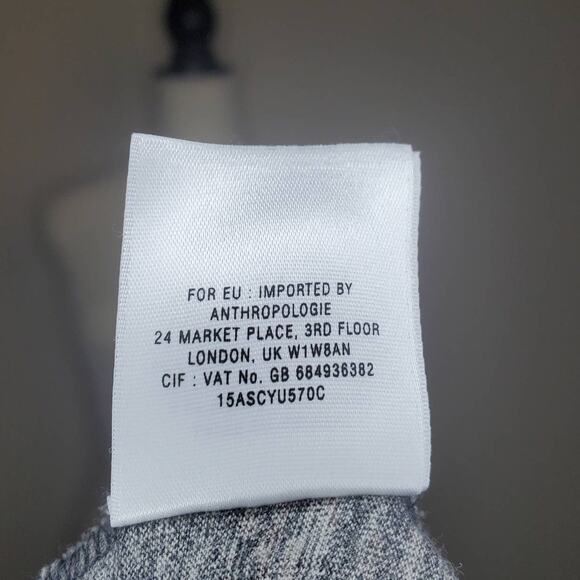 FOR EU : IMPORTED BY
ANTHROPOLOGIE
24 MARKET PLACE, 3RD FLOOR
LONDON, UK W1W8AN
CIF : VAT No. GB 684936382
15ASCYU570C